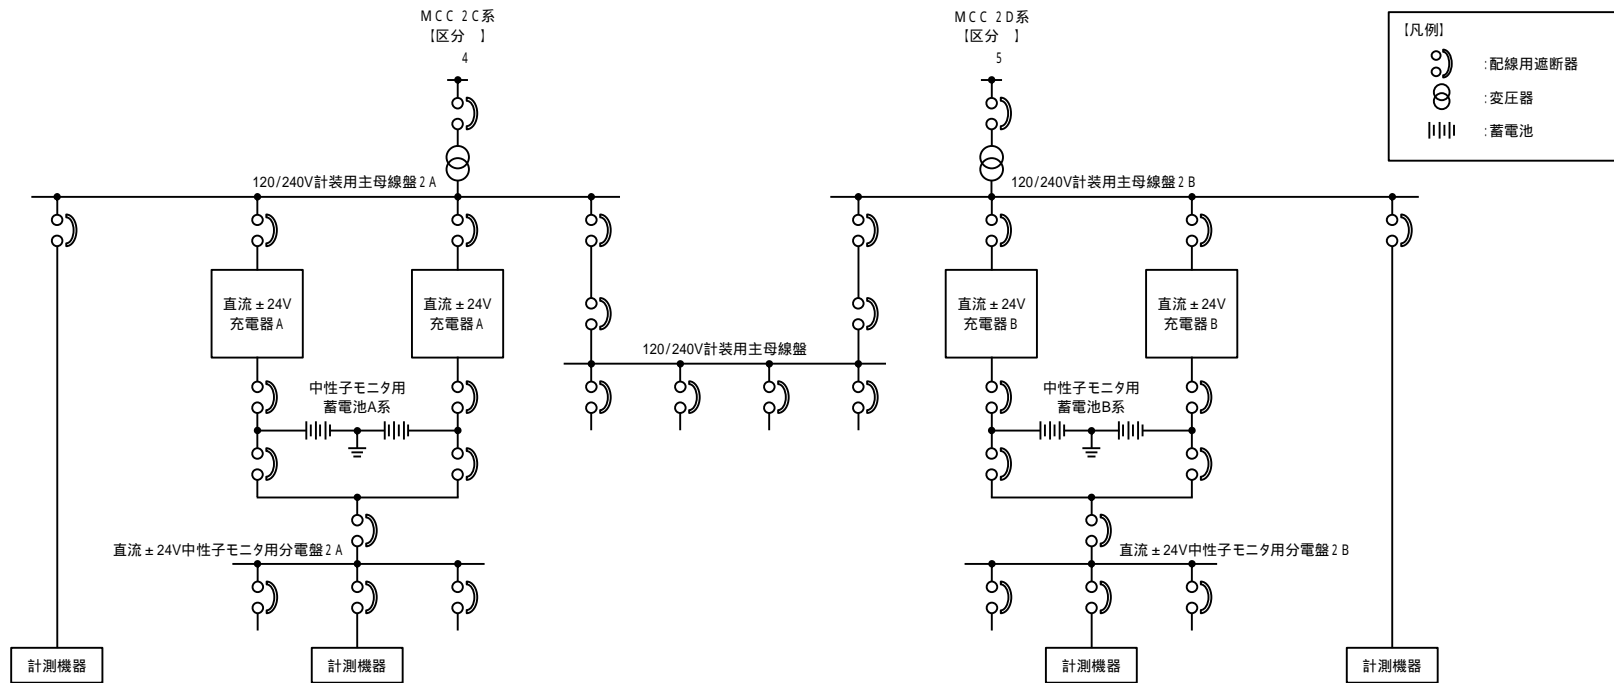 MCC 2C系
【区分　】
4
MCC 2D系
【区分　】
5
【凡例】
:配線用遮断器
:変圧器
:蓄電池
120/240V計装用主母線盤2A
120/240V計装用主母線盤2B
直流±24V
充電器A
直流±24V
充電器A
直流±24V
充電器B
直流±24V
充電器B
120/240V計装用主母線盤
中性子モニタ用
蓄電池A系
中性子モニタ用
蓄電池B系
直流±24V中性子モニタ用分電盤2A
直流±24V中性子モニタ用分電盤2B
計測機器
計測機器
計測機器
計測機器